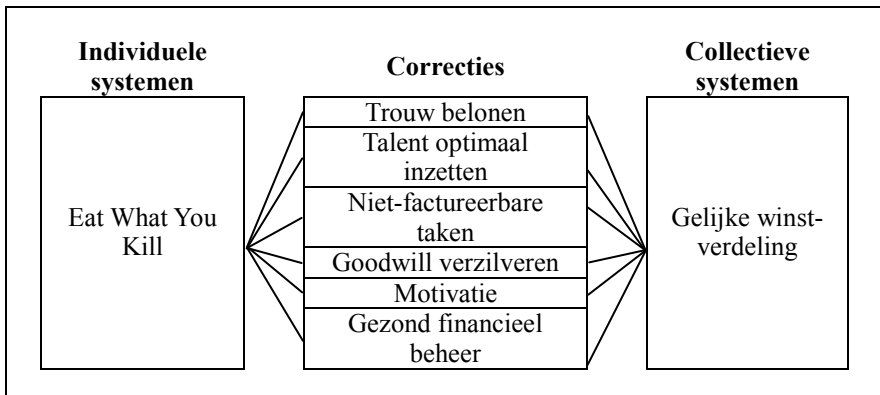 Individuele
systemen
Correcties
Collectieve
systemen
Eat What You
Kill
Trouw belonen
Talent optimaal
inzetten
Niet-factureerbare
taken
Goodwill verzilveren
Motivatie
Gezond financieel
beheer
Gelijke winst-
verdeling